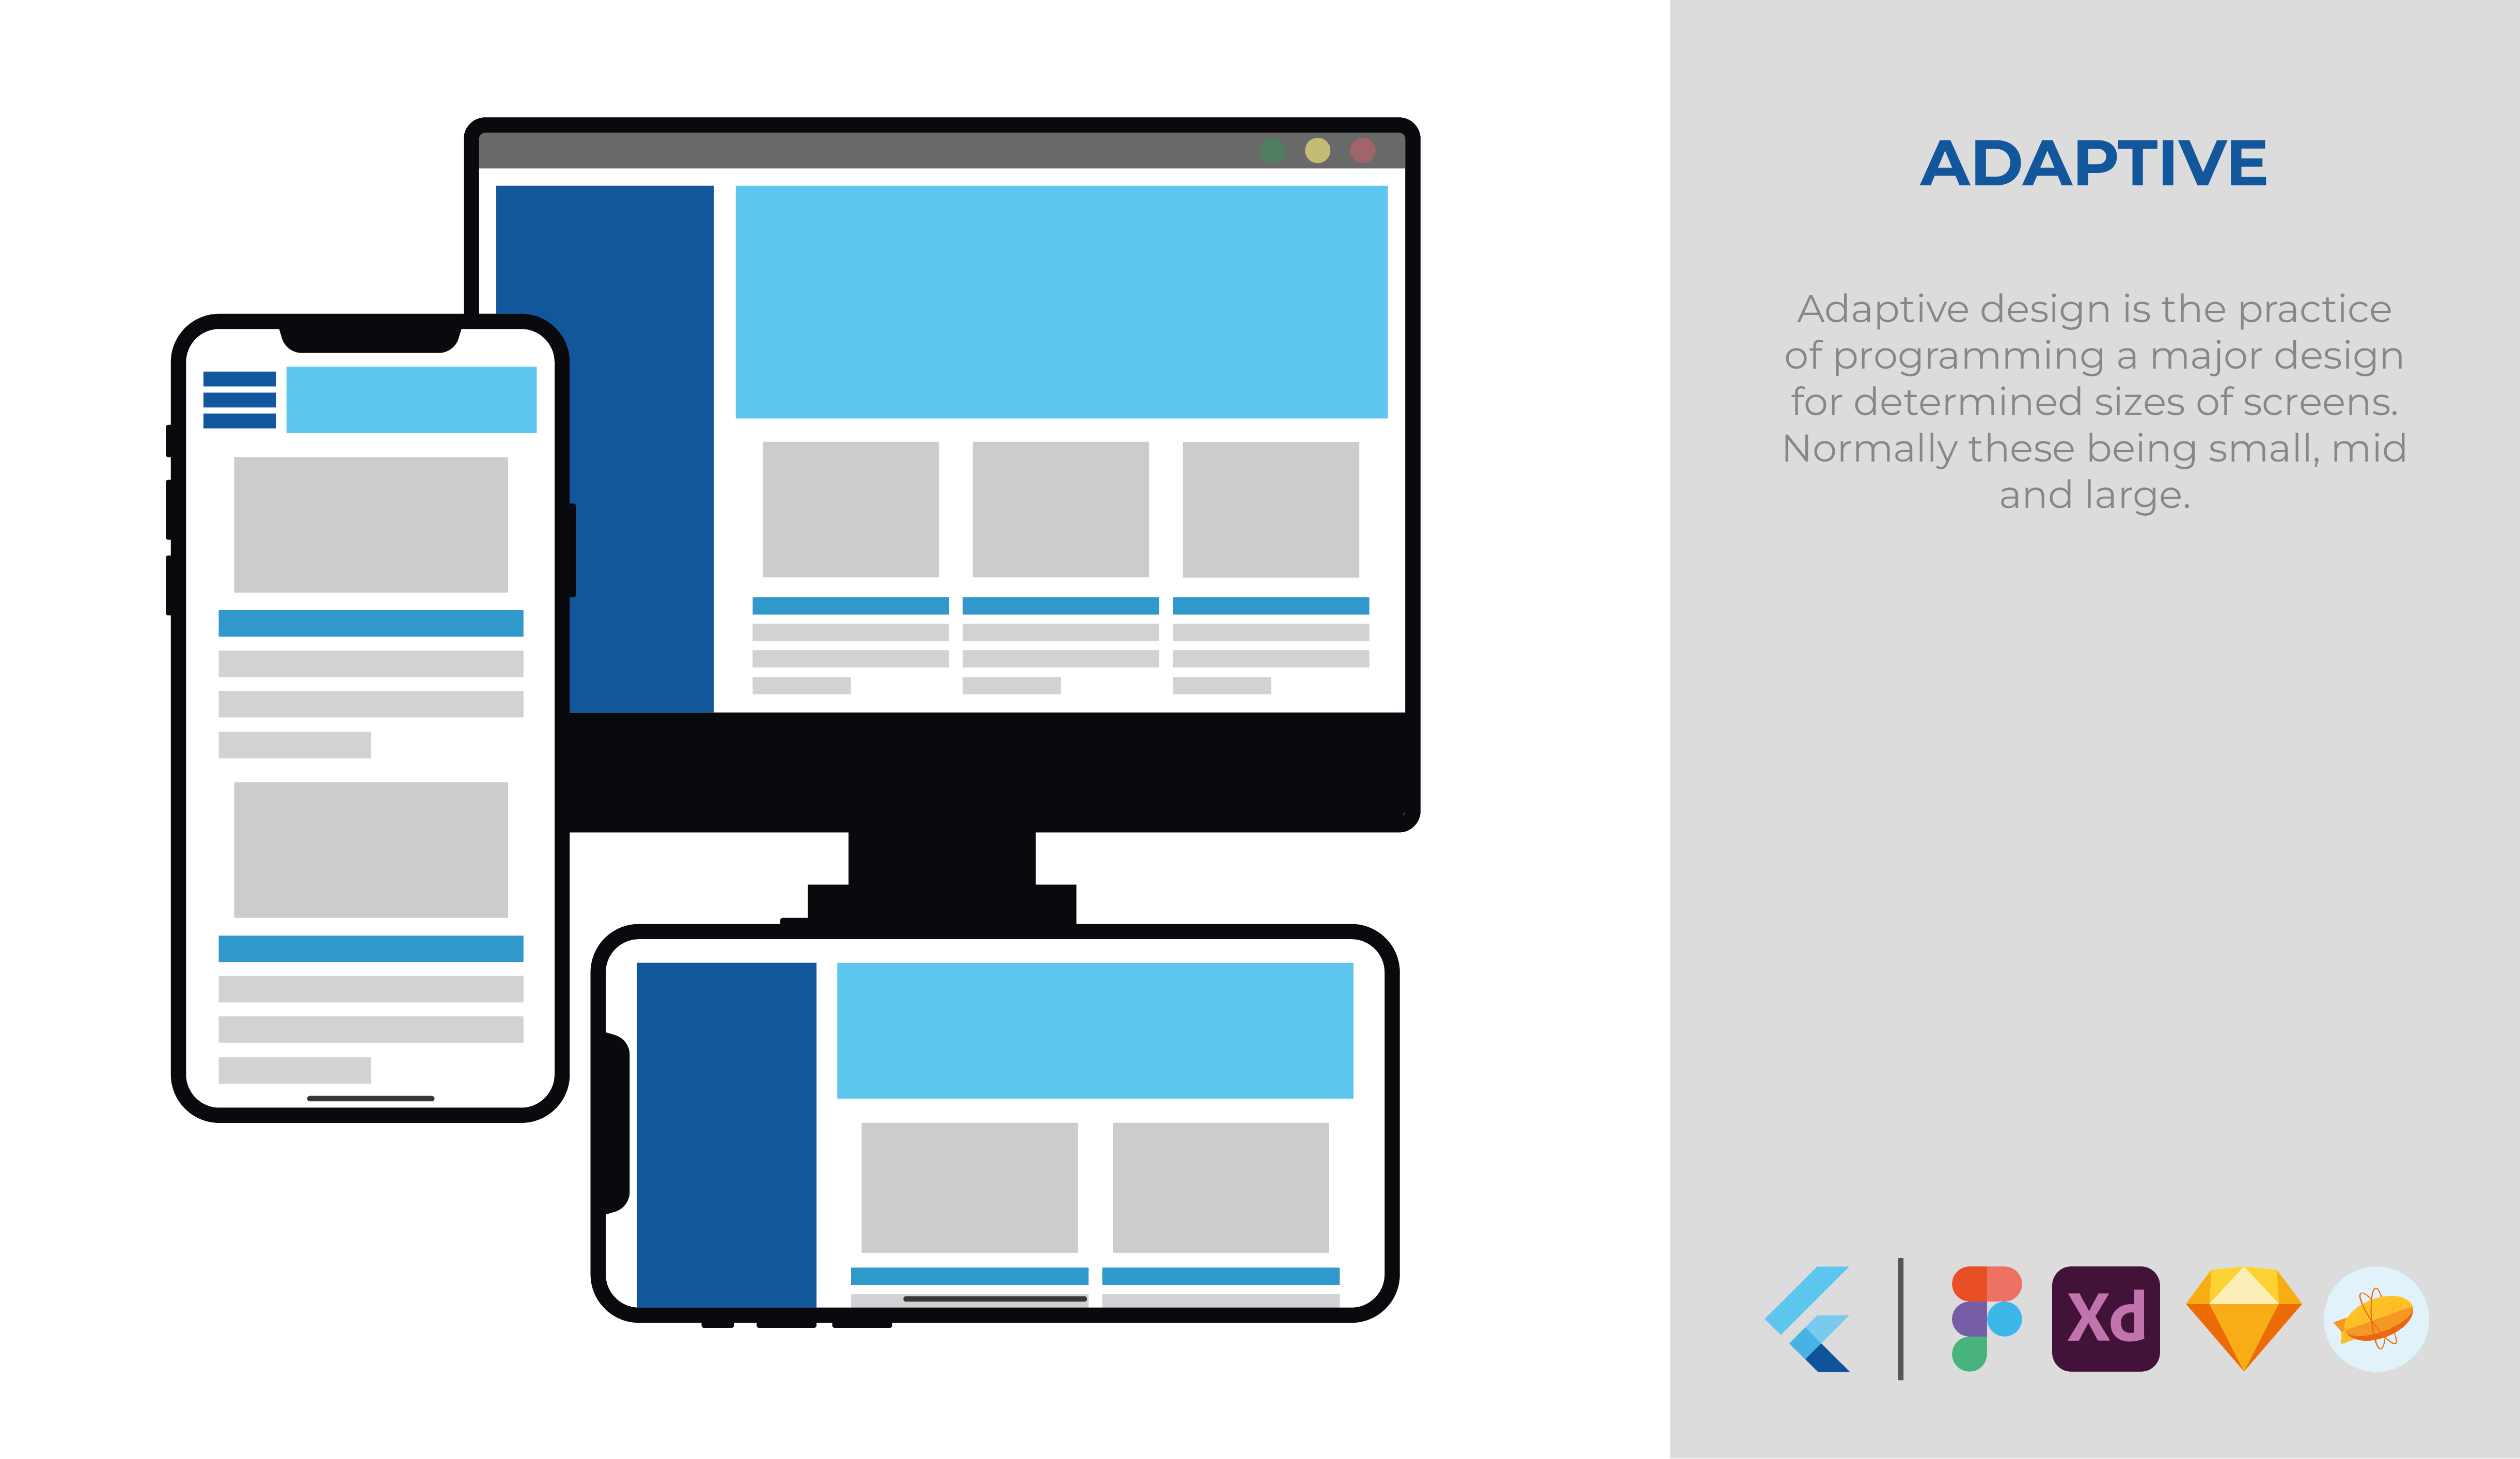 ADAPTIVE
Adaptive design is the practice
of programming a major design
for determined sizes of screens.
Normally these being small, mid
and large.
Xd